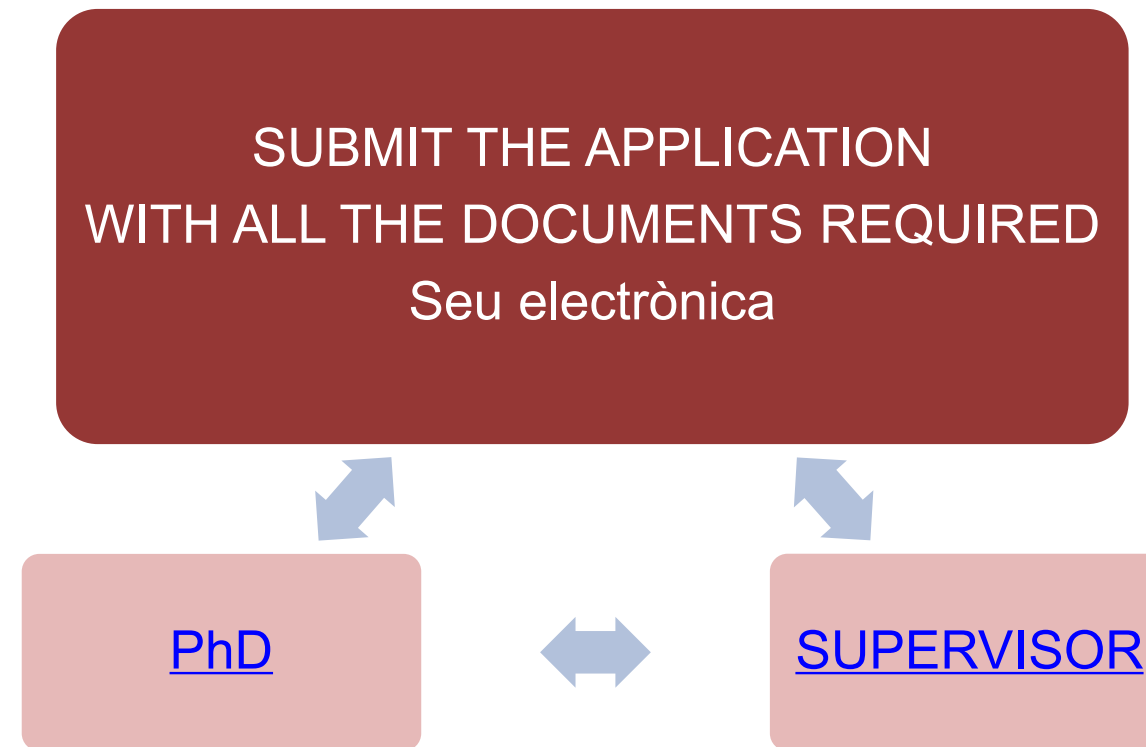 SUBMIT THE APPLICATION
WITH ALL THE DOCUMENTS REQUIRED
Seu electrònica
PhD
SUPERVISOR